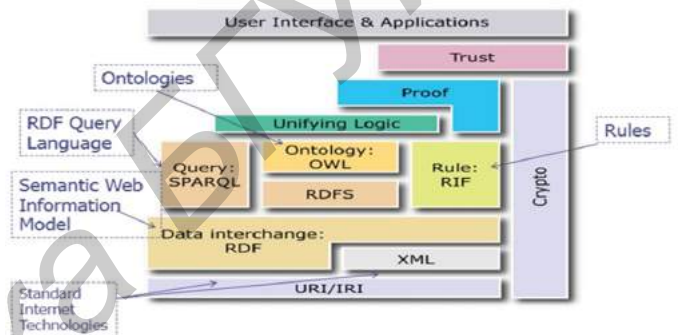 User Interface & Applications
Trust
Ontologies
Proof
RDF Query
Language
Unifying Logic
Rules
Query:
SPARQL
Ontology:
OWL
Rule:
RIF
RDFS
Crypto
Semantic Web
Information
Model
Data interchange:
RDF
XML
Standard
Internet
Technologies
URI/IRI